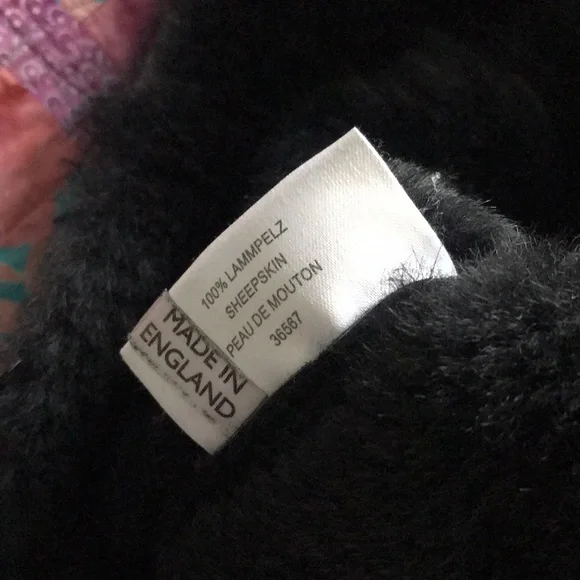 100% LAMMPELZ
SHEEPSKIN
PEAU DE MOUTON
36567
MADE IN
ENGLAND